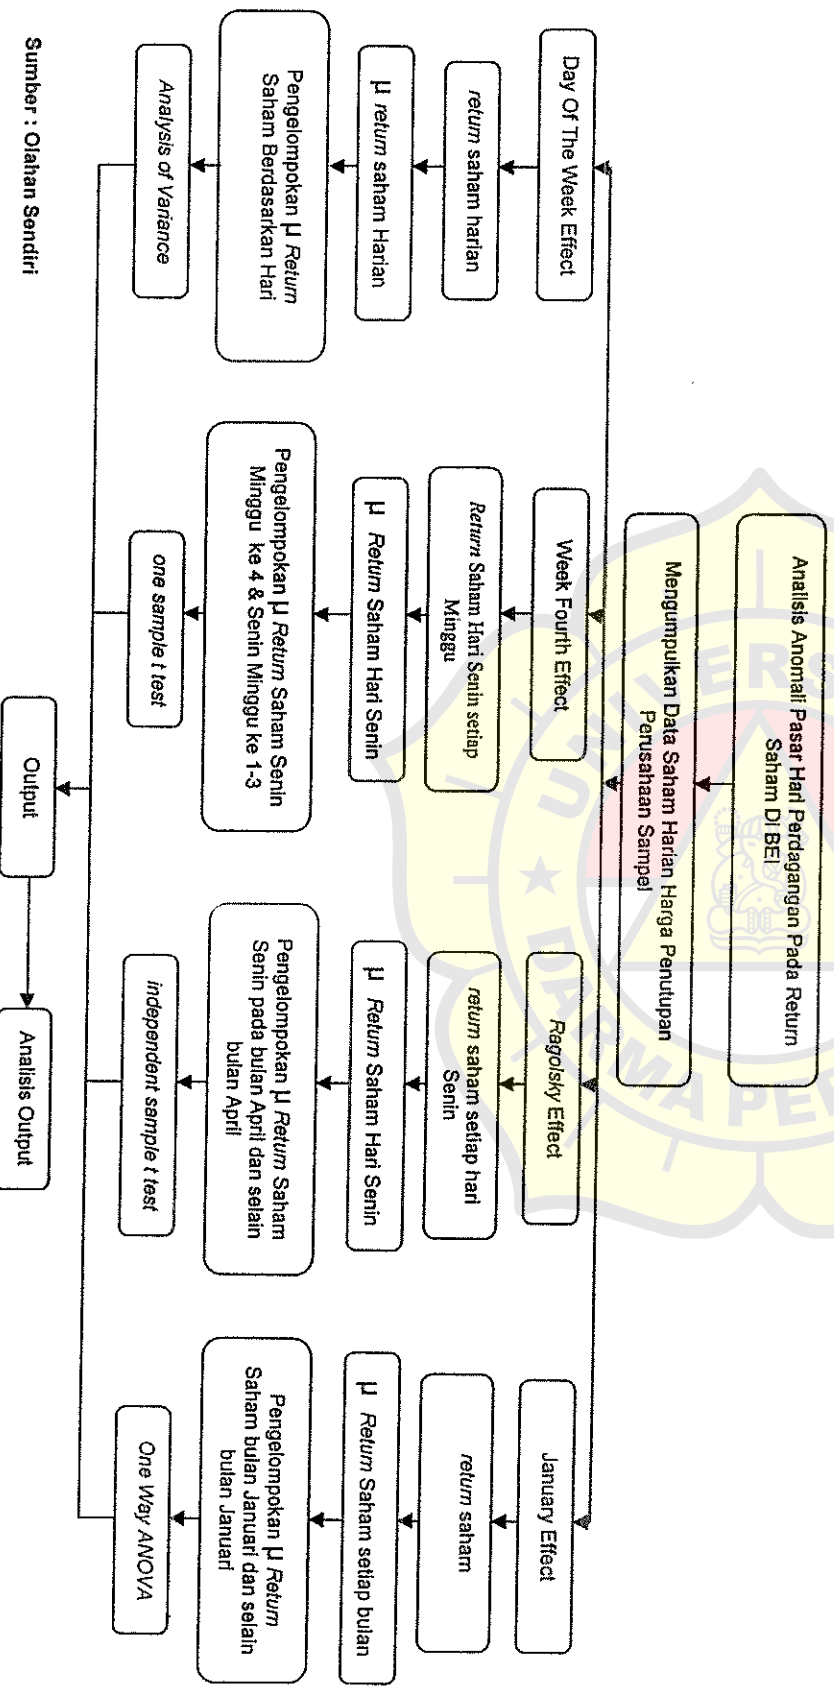 Analisis Anomali Pasar Hari Perdagangan Pada Return
Saham Di BEI
Mengumpulkan Data Saham Harian Harga Penutupan
Perusahaan Sampel
Day Of The Week Effect
return saham harian
µ return saham Harian
Pengelompokan µ Return
Saham Berdasarkan Hari
Analysis of Variance
Week Fourth Effect
Return Saham Hari Senin setiap
Minggu
µ Return Saham Hari Senin
Pengelompokan µ Return Saham Senin
Minggu ke 4 & Senin Minggu ke 1-3
one sample t test
Ragolsky Effect
return saham setiap hari
Senin
µ Return Saham Hari Senin
Pengelompokan µ Return Saham
Senin pada bulan April dan selain
bulan April
independent sample t test
January Effect
return saham
µ Return Saham setiap bulan
Pengelompokan µ Return
Saham bulan Januari dan selain
bulan Januari
One Way ANOVA
Output
Analisis Output
Sumber : Olahan Sendiri